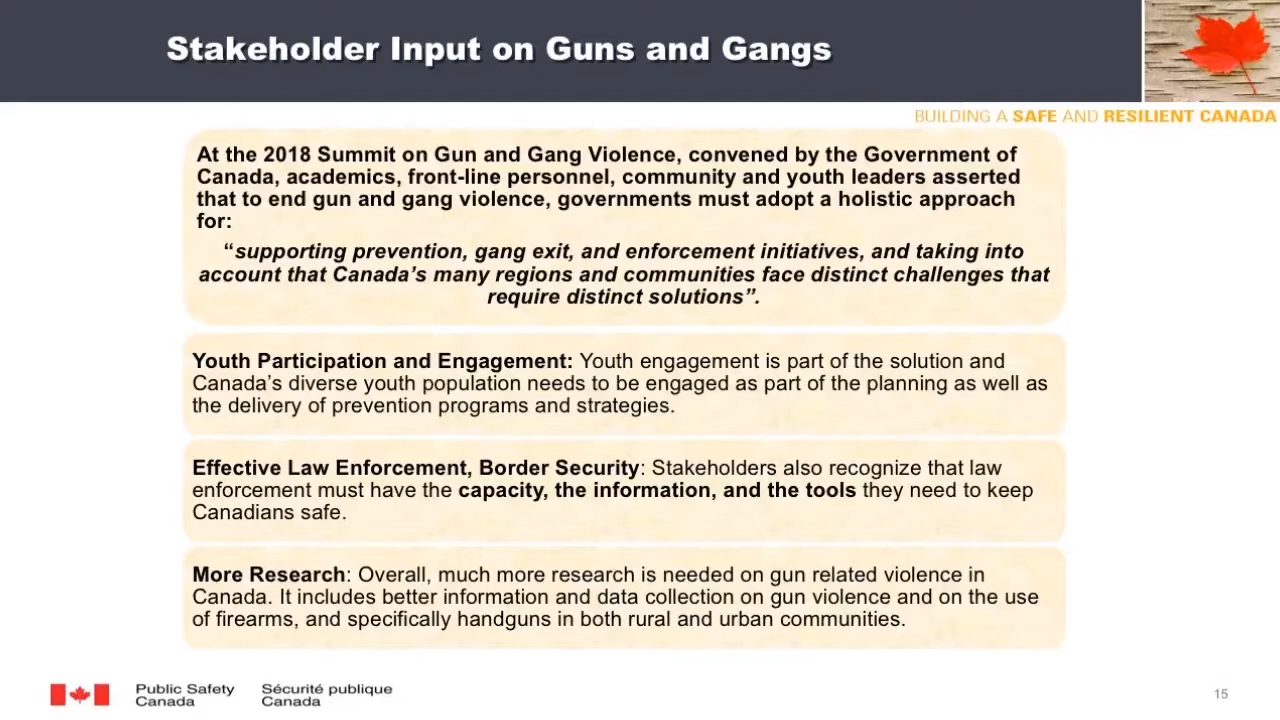 Stakeholder Input on Guns and Gangs
BUILDING A SAFE AND RESILIENT CANADA
At the 2018 Summit on Gun and Gang Violence, convened by the Government of
Canada, academics, front-line personnel, community and youth leaders asserted
that to end gun and gang violence, governments must adopt a holistic approach
for:
“supporting prevention, gang exit, and enforcement initiatives, and taking into
account that Canada’s many regions and communities face distinct challenges that
require distinct solutions”.
Youth Participation and Engagement: Youth engagement is part of the solution and
Canada’s diverse youth population needs to be engaged as part of the planning as well as
the delivery of prevention programs and strategies.
Effective Law Enforcement, Border Security: Stakeholders also recognize that law
enforcement must have the capacity, the information, and the tools they need to keep
Canadians safe.
More Research: Overall, much more research is needed on gun related violence in
Canada. It includes better information and data collection on gun violence and on the use
of firearms, and specifically handguns in both rural and urban communities.
Public Safety
Canada
Sécurité publique
Canada
15